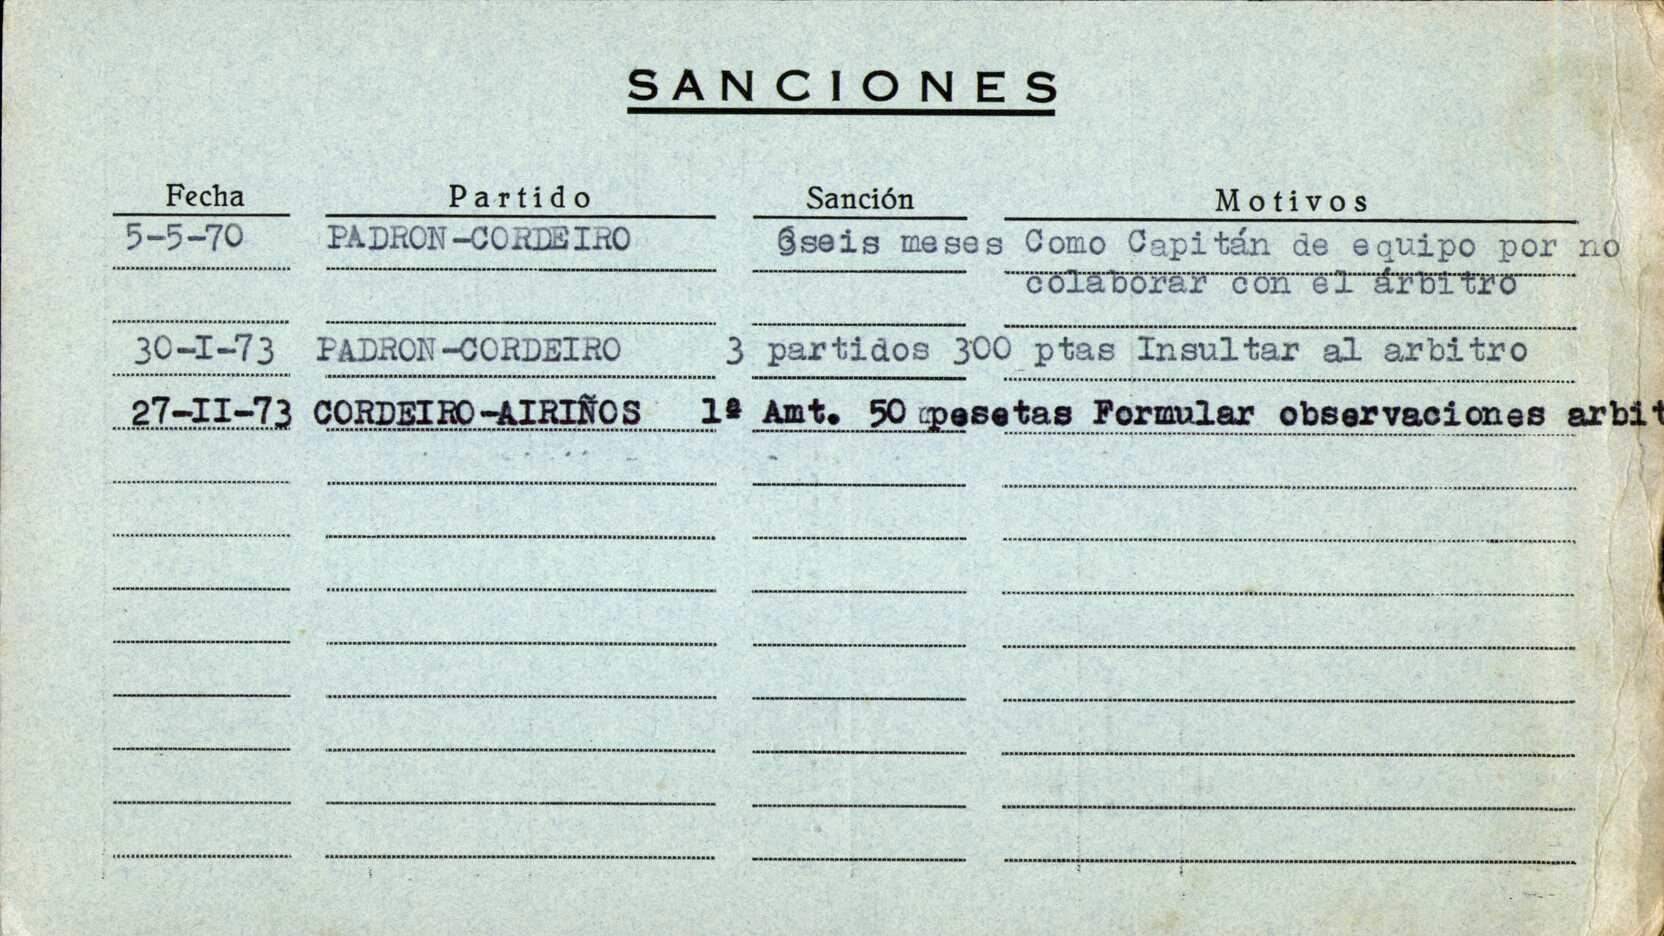 SANCIONES
Fecha Partido Sanción Motivos
5-5-70 PADRON-CORDEIRO seis meses Como Capitán de equipo por no
colaborar con el árbitro
30-I-73 PADRON-CORDEIRO 3 partidos 300 ptas Insultar al arbitro
27-II-73 CORDEIRO-AIRIÑOS 1ª Amt. 50 pesetas Formular observaciones arbit